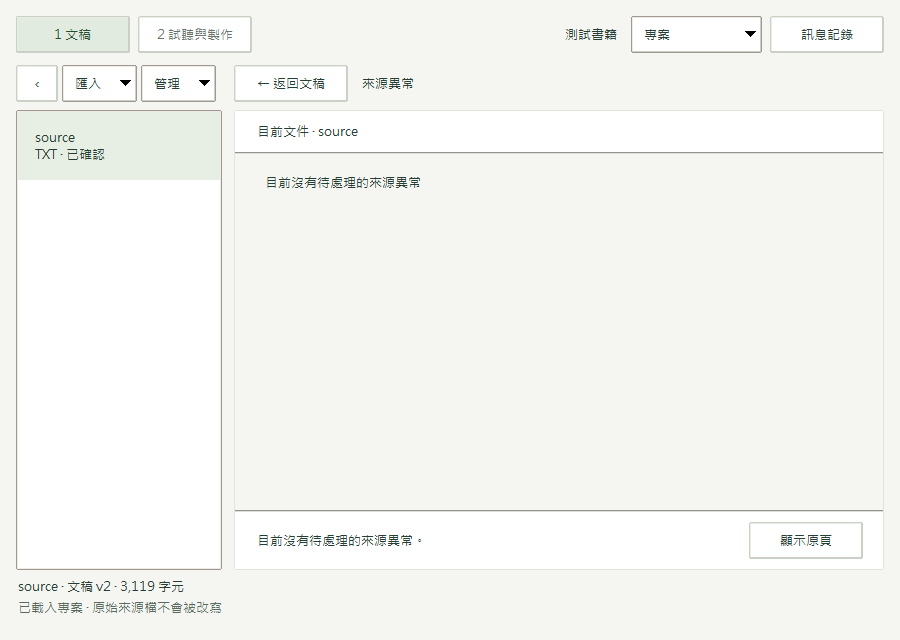 1 文稿
2 試聽與製作
測試書籍
專案
訊息記錄
‹
匯入
管理
← 返回文稿
來源異常
source
TXT · 已確認
目前文件 · source
目前沒有待處理的來源異常
目前沒有待處理的來源異常。
顯示原頁
source · 文稿 v2 · 3,119 字元
已載入專案 · 原始來源檔不會被改寫